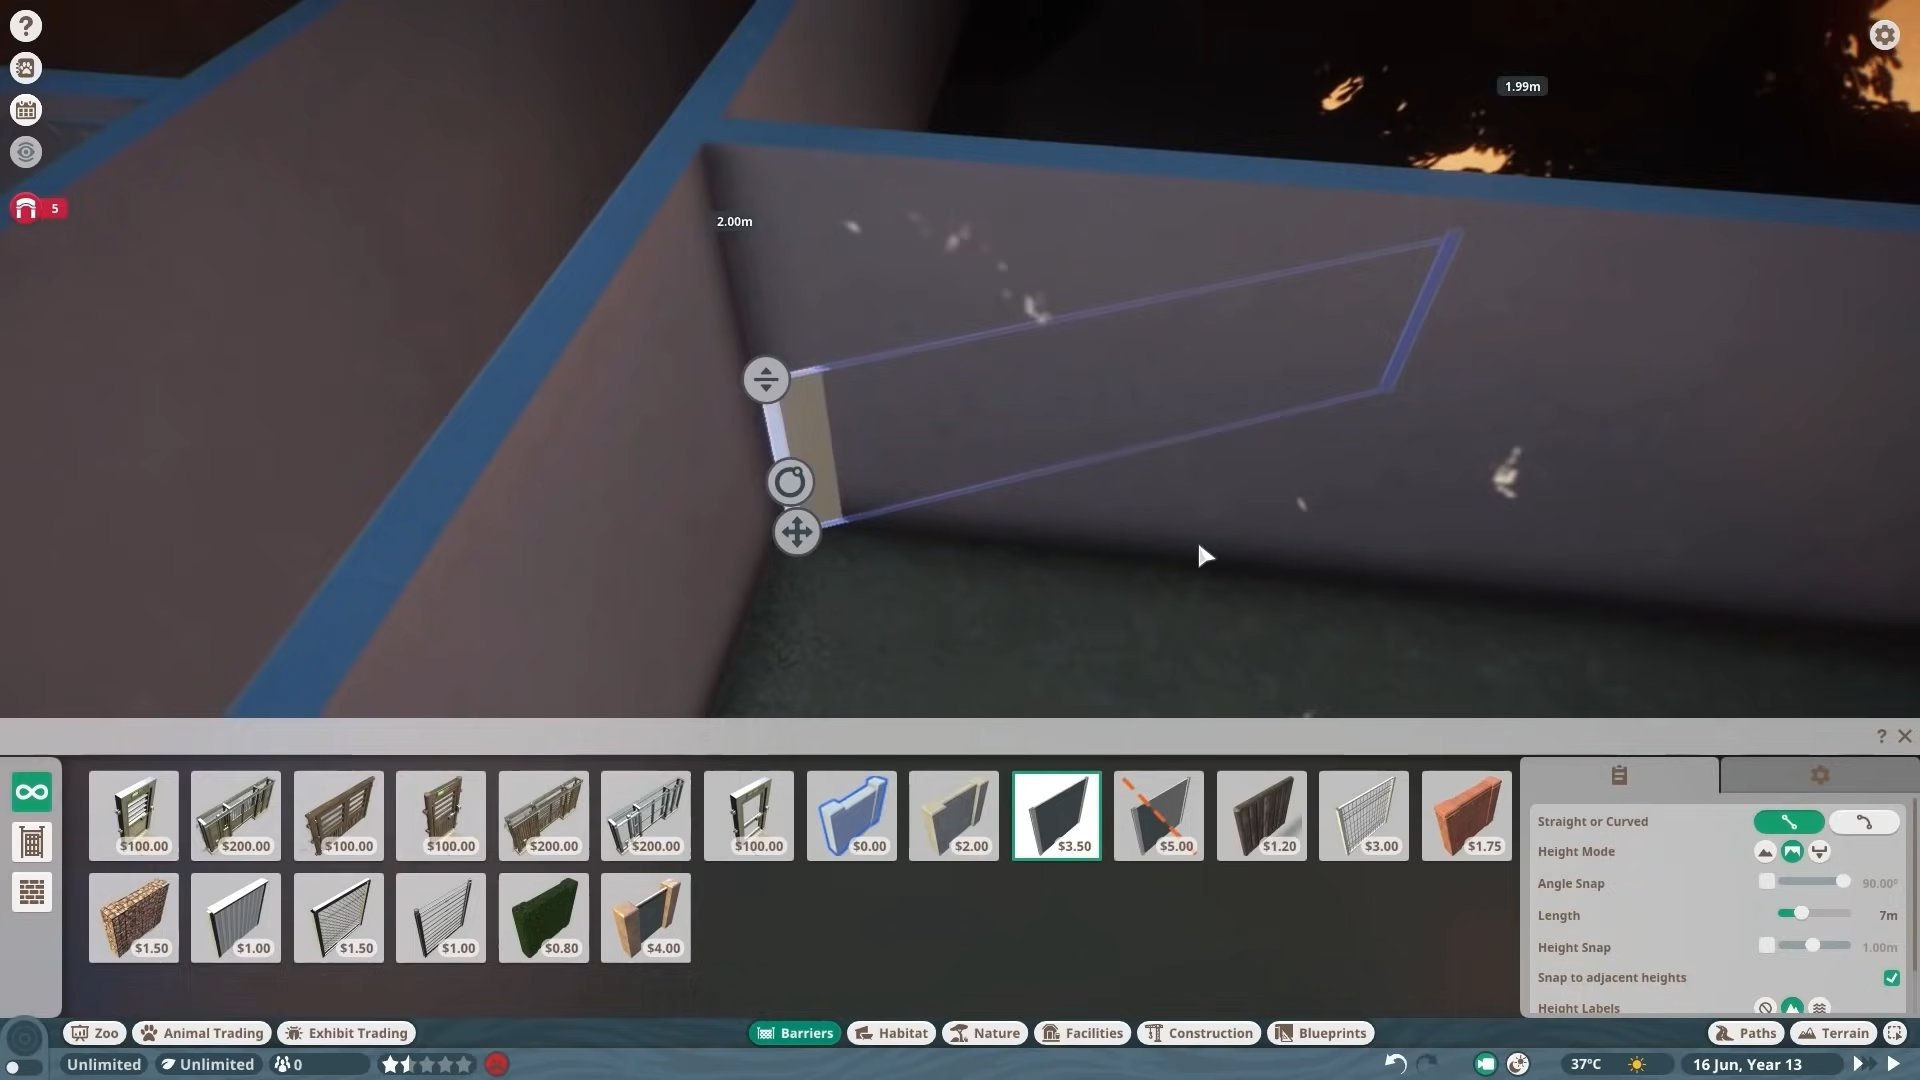 ?
5
1.99m
2.00m
?
$100.00 $200.00 $100.00 $100.00 $200.00 $200.00 $100.00 $0.00 $2.00 $3.50 $5.00 $1.20 $3.00 $1.75
$1.50 $1.00 $1.50 $1.00 $0.80 $4.00
Straight or Curved
Height Mode
Angle Snap 90.00°
Length 7m
Height Snap 1.00m
Snap to adjacent heights
Height Labels
Zoo Animal Trading Exhibit Trading Barriers Habitat Nature Facilities Construction Blueprints Paths Terrain
Unlimited Unlimited 0 37°C 16 Jun, Year 13